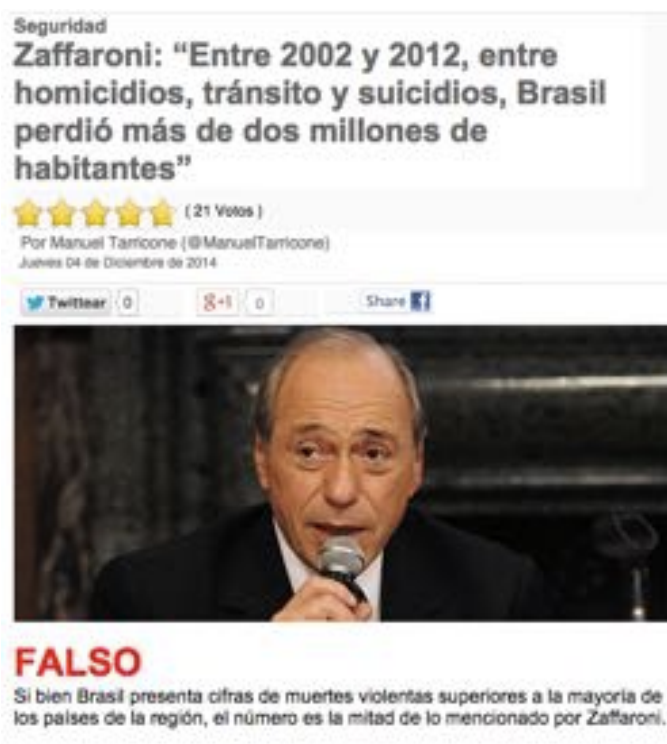 Seguridad
Zaffaroni: “Entre 2002 y 2012, entre
homicidios, tránsito y suicidios, Brasil
perdió más de dos millones de
habitantes”
( 21 Votos )
Por Manuel Tarricone (@ManuelTarricone)
Jueves 04 de Diciembre de 2014
Twittear 0 g+1 0 Share f
FALSO
Si bien Brasil presenta cifras de muertes violentas superiores a la mayoría de
los países de la región, el número es la mitad de lo mencionado por Zaffaroni.